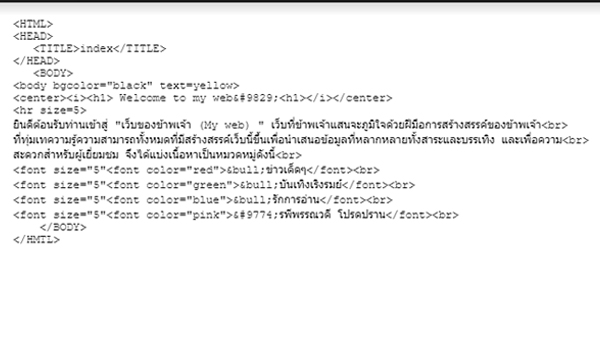 <HTML>
<HEAD>
<TITLE>index</TITLE>
</HEAD>
<BODY>
<body bgcolor="black" text=yellow>
<center><i><h1> Welcome to my web&#9829;<h1></i></center>
<hr size=5>
ยินดีต้อนรับท่านเข้าสู่ "เว็บของข้าพเจ้า (My web) " เว็บที่ข้าพเจ้าแสนจะภูมิใจด้วยฝีมือการสร้างสรรค์ของข้าพเจ้า<br>
ที่ทุ่มเทความรู้ความสามารถทั้งหมดที่มีสร้างสรรค์เว็บนี้ขึ้นเพื่อนำเสนอข้อมูลที่หลากหลายทั้งสาระและบรรเทิง และเพื่อความ<br>
สะดวกสำหรับผู้เยี่ยมชม จึงได้แบ่งเนื้อหาเป็นหมวดหมู่ดังนี้<br>
<font size="5"<font color="red">&bull;ข่าวเด็ดๆ</font><br>
<font size="5"<font color="green">&bull;บันเทิงเริงรมย์</font><br>
<font size="5"<font color="blue">&bull;รักการอ่าน</font><br>
<font size="5"<font color="pink">&#9774;รพีพรรณวดี โปรดปราน</font><br>
</BODY>
</HMTL>